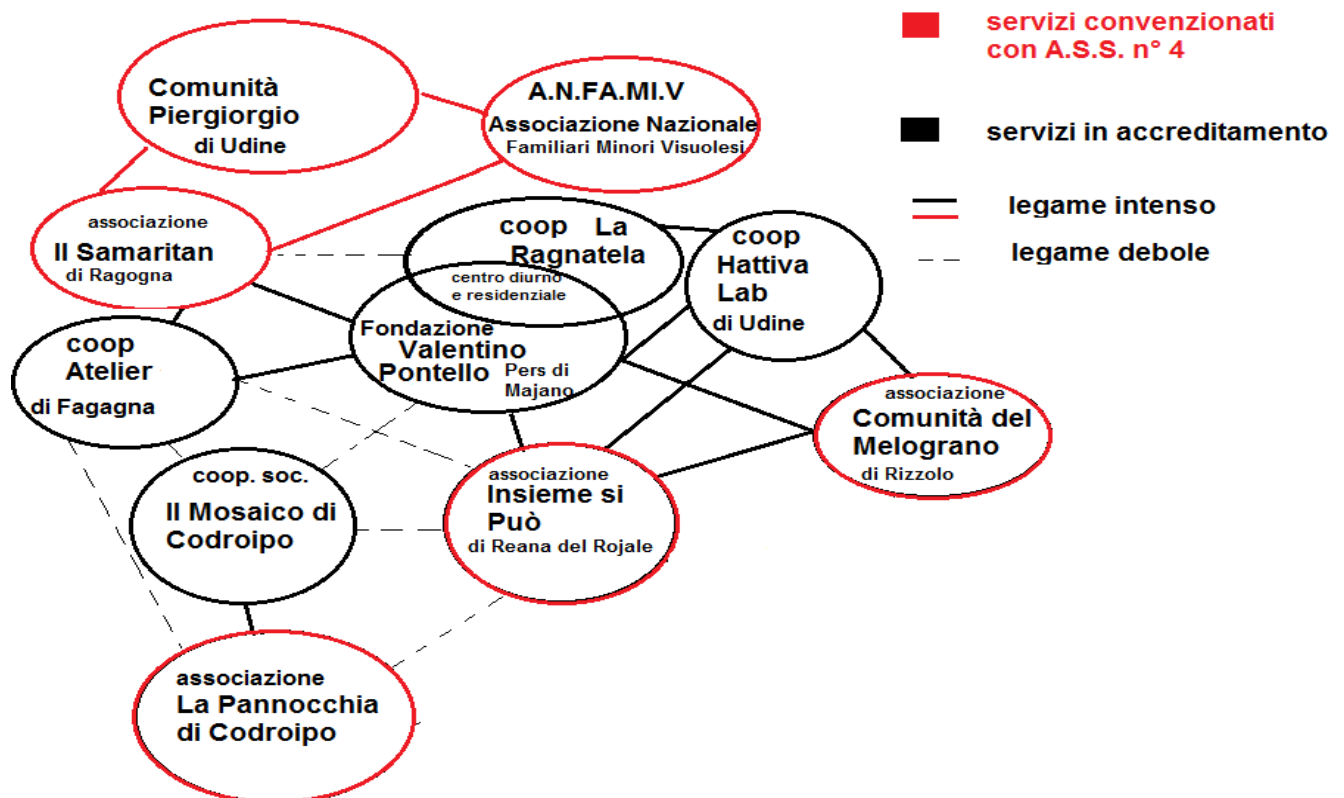 servizi convenzionati
con A.S.S. n° 4
servizi in accreditamento
legame intenso
legame debole
Comunità
Piergiorgio
di Udine
A.N.FA.MI.V
Associazione Nazionale
Familiari Minori Visuolesi
associazione
Il Samaritan
di Ragogna
coop La
Ragnatela
centro diurno
e residenziale
coop
Hattiva
Lab
di Udine
Fondazione
Valentino
Pontello Pers di
Majano
coop
Atelier
di Fagagna
associazione
Comunità del
Melograno
di Rizzolo
coop. soc.
Il Mosaico di
Codroipo
associazione
Insieme si
Può
di Reana del Rojale
associazione
La Pannocchia
di Codroipo